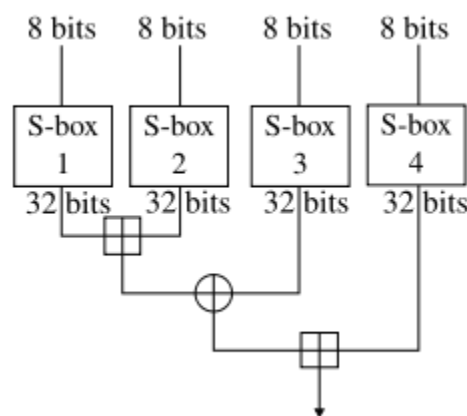 8 bits 8 bits 8 bits 8 bits
S-box S-box S-box S-box
1 2 3 4
32 bits 32 bits 32 bits 32 bits